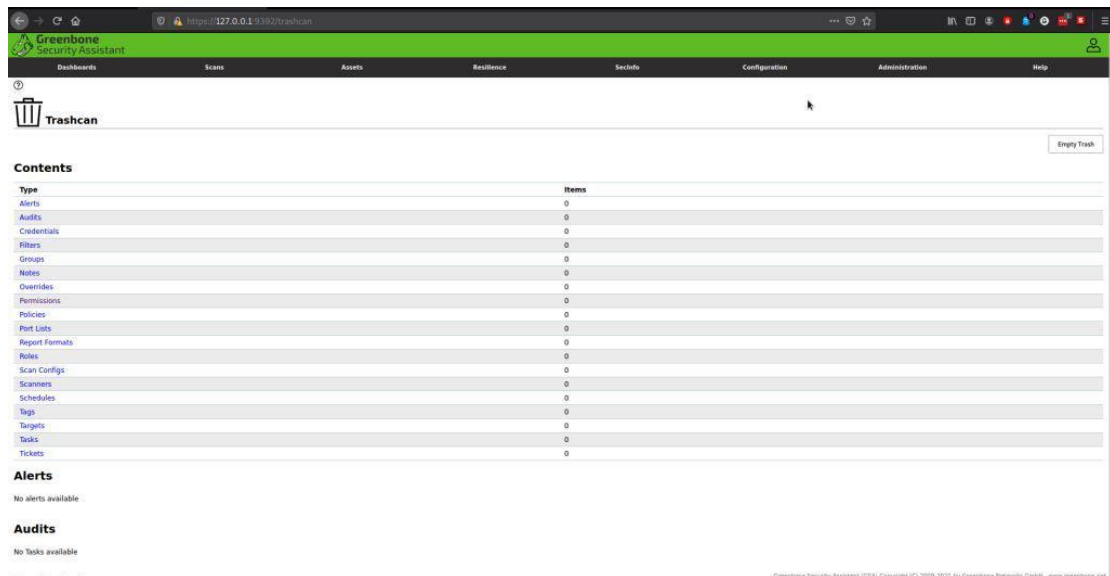 https://127.0.0.1:9392/trashcan
Greenbone
Security Assistant
Dashboards Scans Assets Resilience SecInfo Configuration Administration Help
Trashcan
Empty Trash
Contents
Type Items
Alerts 0
Audits 0
Credentials 0
Filters 0
Groups 0
Notes 0
Overrides 0
Permissions 0
Policies 0
Port Lists 0
Report Formats 0
Roles 0
Scan Configs 0
Scanners 0
Schedules 0
Tags 0
Targets 0
Tasks 0
Tickets 0
Alerts
No alerts available
Audits
No Tasks available